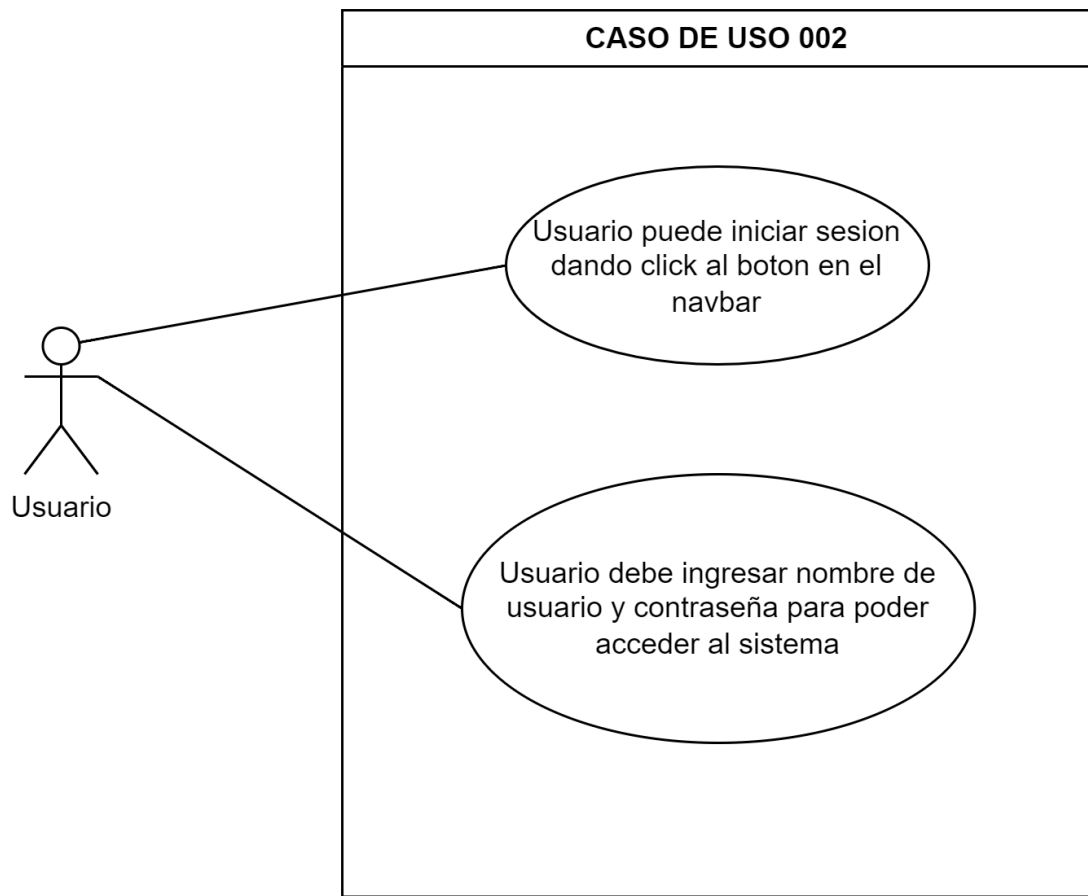 CASO DE USO 002
Usuario puede iniciar sesion
dando click al boton en el
navbar
Usuario
Usuario debe ingresar nombre de
usuario y contraseña para poder
acceder al sistema